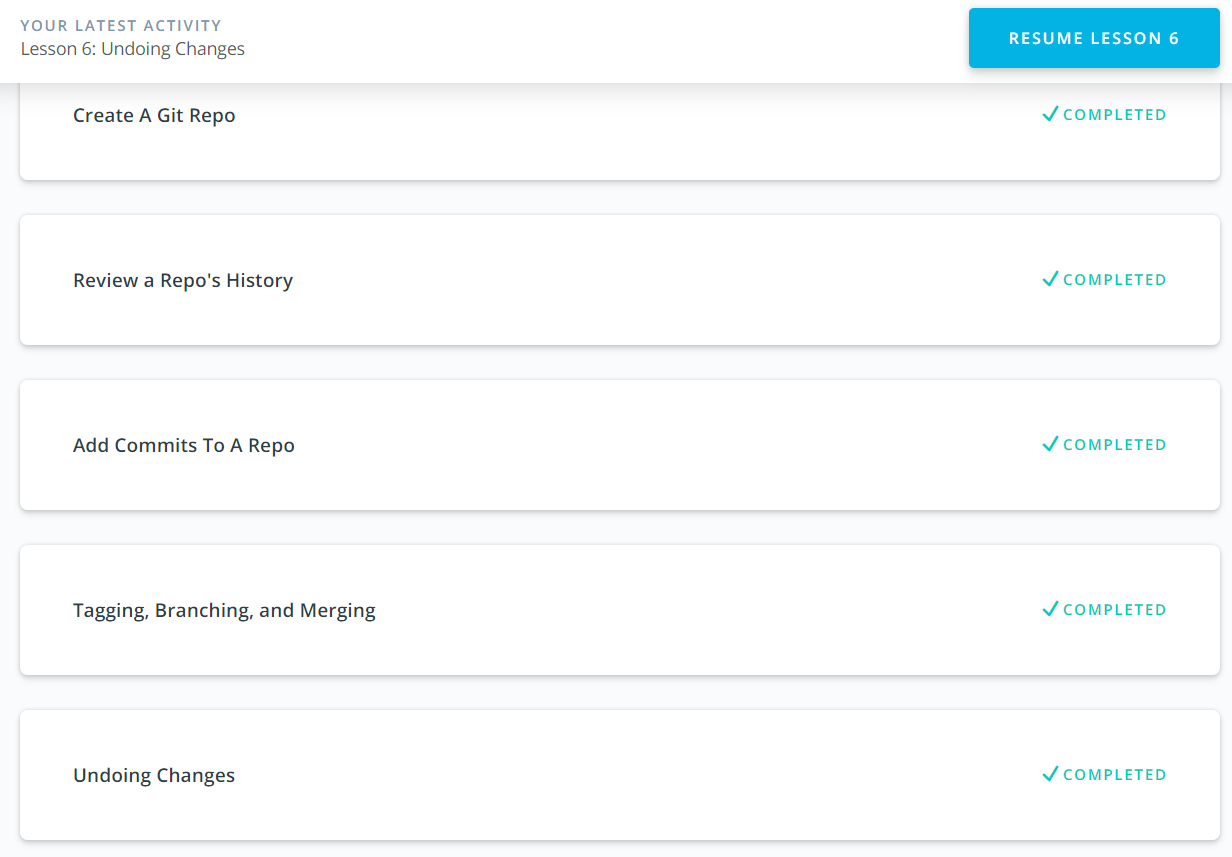 YOUR LATEST ACTIVITY
Lesson 6: Undoing Changes
RESUME LESSON 6
Create A Git Repo
COMPLETED
Review a Repo's History
COMPLETED
Add Commits To A Repo
COMPLETED
Tagging, Branching, and Merging
COMPLETED
Undoing Changes
COMPLETED